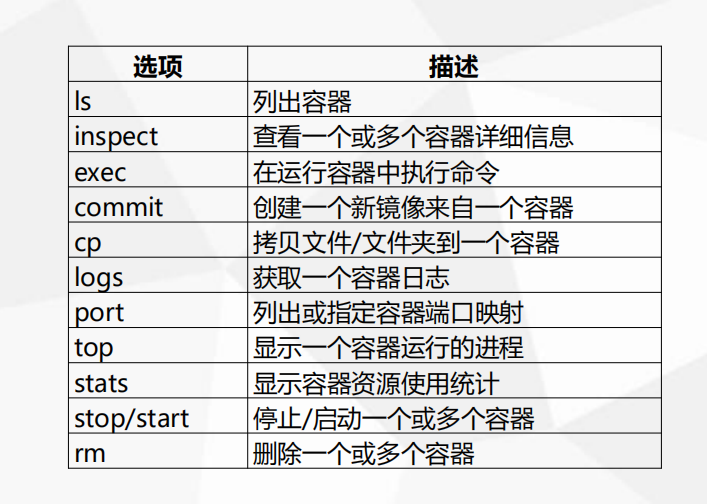 选项 描述
ls 列出容器
inspect 查看一个或多个容器详细信息
exec 在运行容器中执行命令
commit 创建一个新镜像来自一个容器
cp 拷贝文件/文件夹到一个容器
logs 获取一个容器日志
port 列出或指定容器端口映射
top 显示一个容器运行的进程
stats 显示容器资源使用统计
stop/start 停止/启动一个或多个容器
rm 删除一个或多个容器